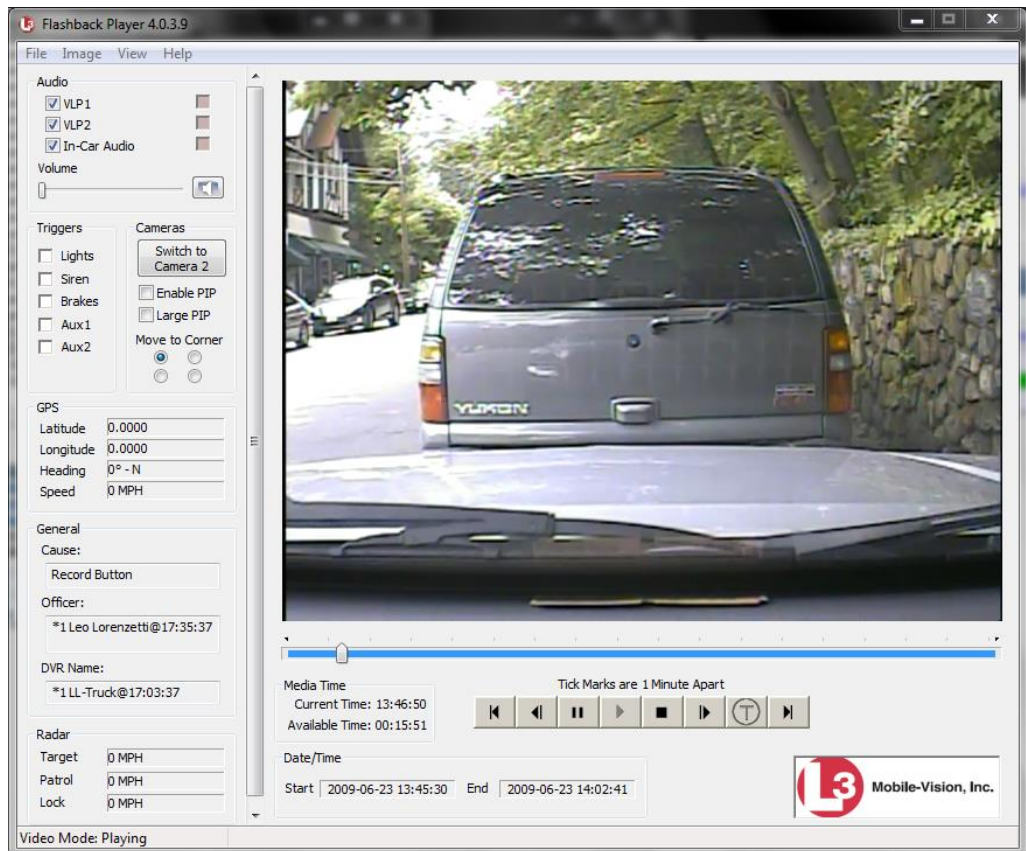 Flashback Player 4.0.3.9
File Image View Help
Audio
VLP1
VLP2
In-Car Audio
Volume
Triggers
Lights
Siren
Brakes
Aux1
Aux2
Cameras
Switch to
Camera 2
Enable PIP
Large PIP
Move to Corner
GPS
Latitude 0.0000
Longitude 0.0000
Heading 0° - N
Speed 0 MPH
General
Cause:
Record Button
Officer:
*1 Leo Lorenzetti@17:35:37
DVR Name:
*1 LL-Truck@17:03:37
Radar
Target 0 MPH
Patrol 0 MPH
Lock 0 MPH
YUKON
Media Time
Current Time: 13:46:50
Available Time: 00:15:51
Tick Marks are 1 Minute Apart
T
Date/Time
Start 2009-06-23 13:45:30 End 2009-06-23 14:02:41
L3 Mobile-Vision, Inc.
Video Mode: Playing